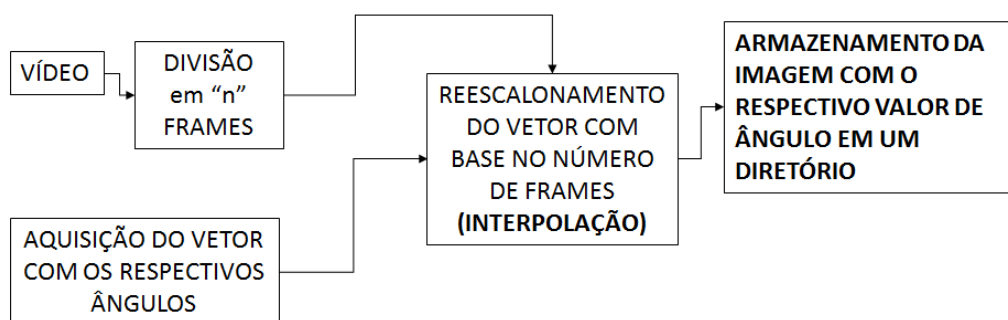 VÍDEO
DIVISÃO
em “n”
FRAMES
AQUISIÇÃO DO VETOR
COM OS RESPECTIVOS
ÂNGULOS
REESCALONAMENTO
DO VETOR COM
BASE NO NÚMERO
DE FRAMES
(INTERPOLAÇÃO)
ARMAZENAMENTO DA
IMAGEM COM O
RESPECTIVO VALOR DE
ÂNGULO EM UM
DIRETÓRIO